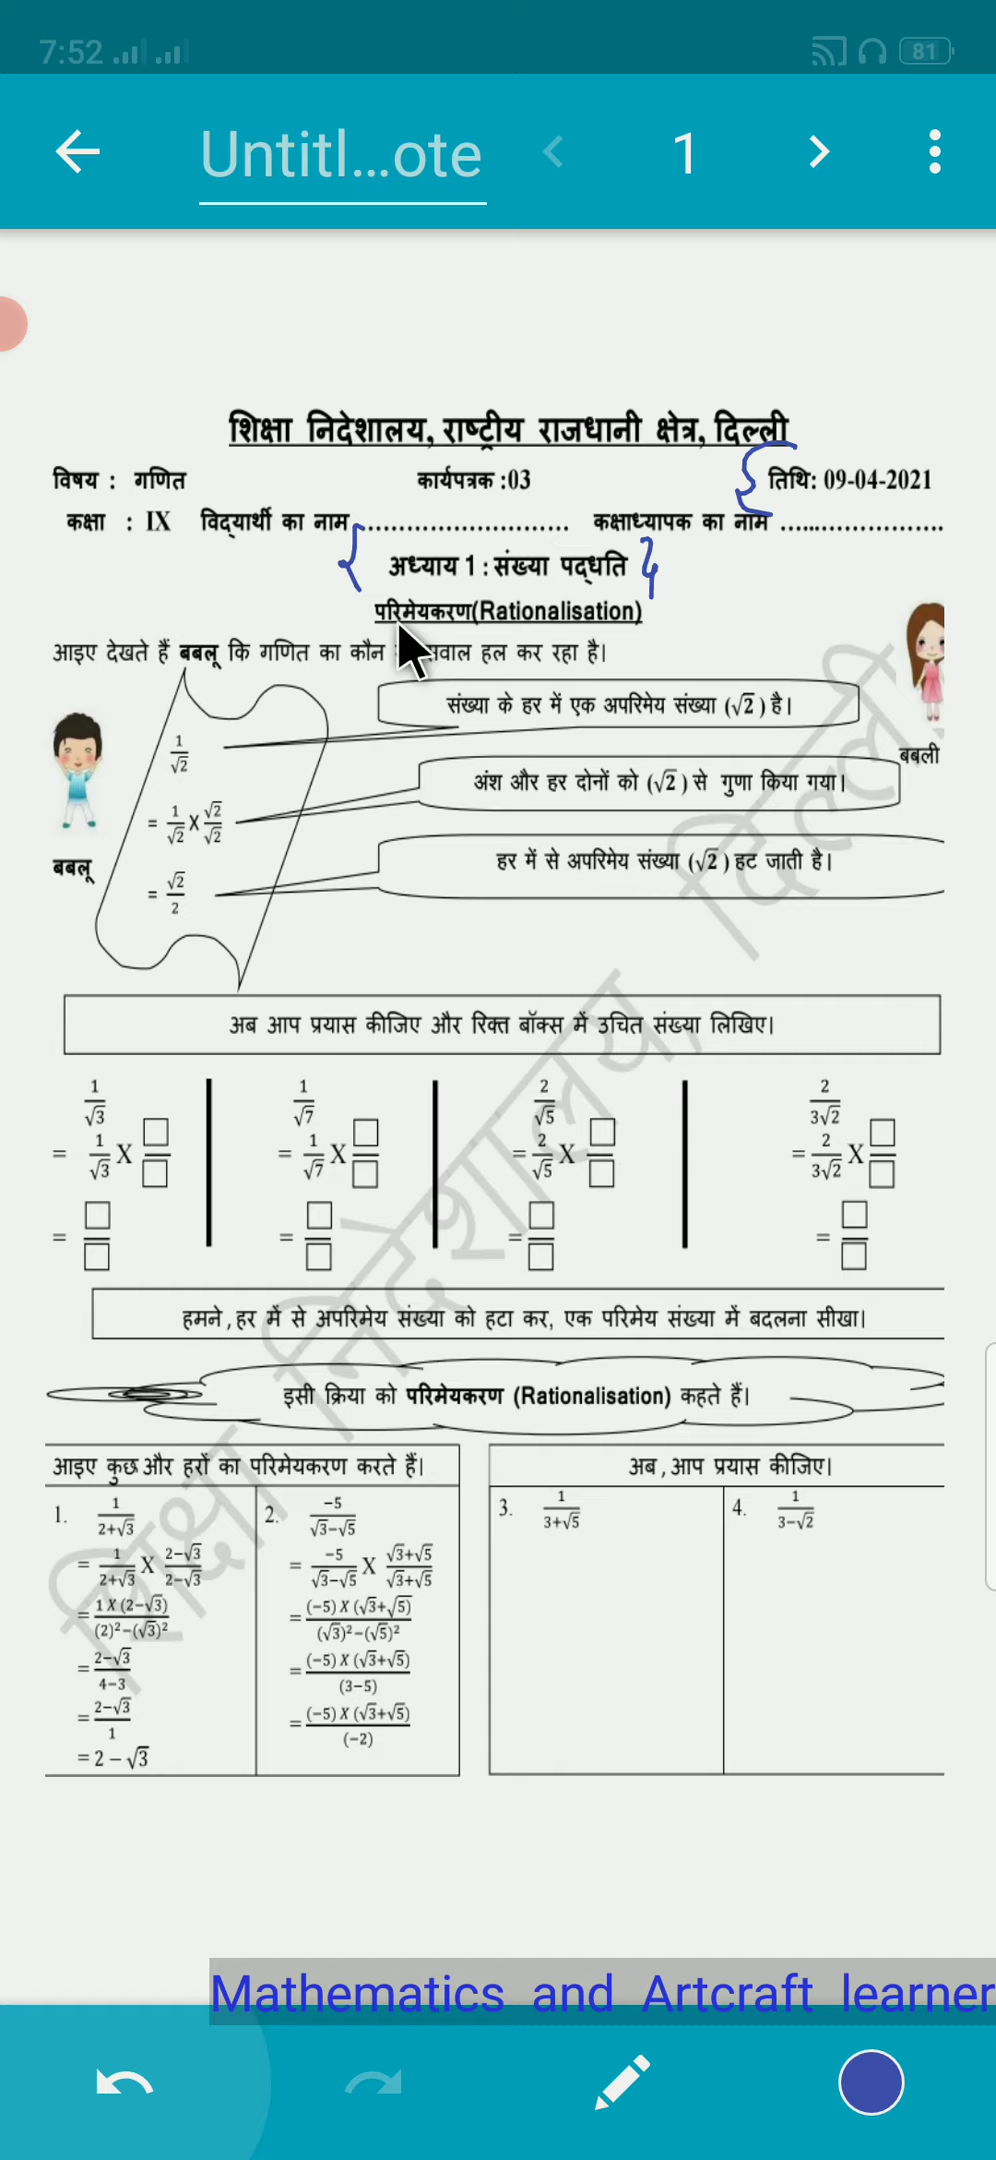 7:52
81
Untitl...ote
1
शिक्षा निदेशालय, राष्ट्रीय राजधानी क्षेत्र, दिल्ली
विषय : गणित कार्यपत्रक :03 तिथि: 09-04-2021
कक्षा : IX विद्यार्थी का नाम............................ कक्षाध्यापक का नाम ......................
अध्याय 1 : संख्या पद्धति
परिमेयकरण(Rationalisation)
आइए देखते हैं बबलू कि गणित का कौन सवाल हल कर रहा है।
संख्या के हर में एक अपरिमेय संख्या (√2) है।
1/√2
बबली
अंश और हर दोनों को (√2) से गुणा किया गया।
= 1/√2 X √2/√2
हर में से अपरिमेय संख्या (√2) हट जाती है।
बबलू
= √2/2
अब आप प्रयास कीजिए और रिक्त बॉक्स में उचित संख्या लिखिए।
1/√3 1/√7 2/√5 2/3√2
= 1/√3 X □/□ = 1/√7 X □/□ = 2/√5 X □/□ = 2/3√2 X □/□
= □/□ = □/□ = □/□ = □/□
हमने ,हर में से अपरिमेय संख्या को हटा कर, एक परिमेय संख्या में बदलना सीखा।
इसी क्रिया को परिमेयकरण (Rationalisation) कहते हैं।
आइए कुछ और हरों का परिमेयकरण करते हैं।
1. 1/(2+√3)
= 1/(2+√3) X (2−√3)/(2−√3)
= 1 X (2−√3)/((2)²−(√3)²)
= (2−√3)/(4−3)
= (2−√3)/1
= 2 − √3
2. −5/(√3−√5)
= −5/(√3−√5) X (√3+√5)/(√3+√5)
= (−5) X (√3+√5)/((√3)²−(√5)²)
= (−5) X (√3+√5)/(3−5)
= (−5) X (√3+√5)/(−2)
अब ,आप प्रयास कीजिए।
3. 1/(3+√5)
4. 1/(3−√2)
शिक्षा निदेशालय, दिल्ली
Mathematics and Artcraft learner